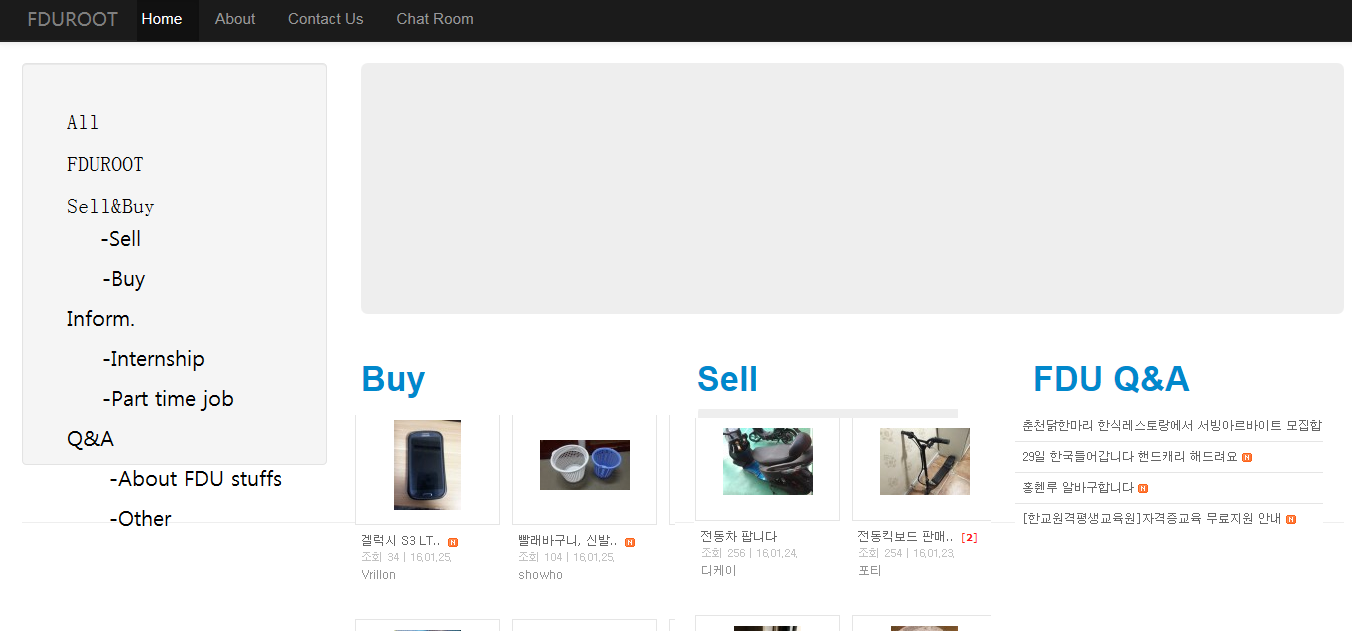 FDUROOT Home About Contact Us Chat Room
All
FDUROOT
Sell&Buy
-Sell
-Buy
Inform.
-Internship
-Part time job
Q&A
-About FDU stuffs
-Other
Buy
겔럭시 S3 LT..
조회 34 | 16.01.25.
Vrillon
빨래바구니, 신발..
조회 104 | 16.01.25.
showho
Sell
전동차 팝니다
조회 256 | 16.01.24.
디케이
전동킥보드 판매.. [2]
조회 254 | 16.01.23.
포티
FDU Q&A
춘천닭한마리 한식레스토랑에서 서빙아르바이트 모집합
29일 한국들어갑니다 핸드캐리 해드려요
홍헨루 알바구합니다
[한교원격평생교육원]자격증교육 무료지원 안내